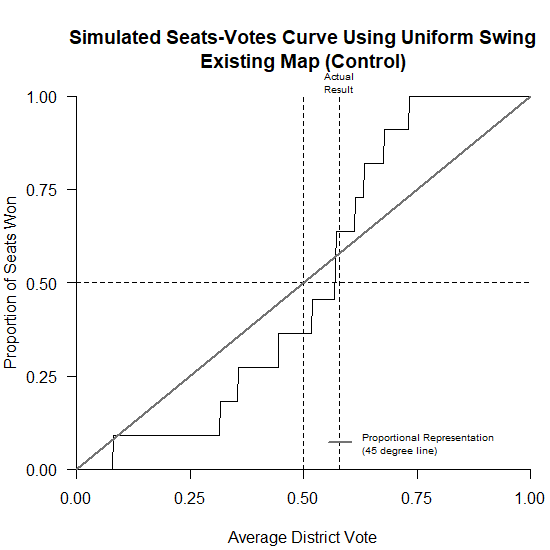 Simulated Seats-Votes Curve Using Uniform Swing
Existing Map (Control)
Actual
Result
1.00
0.75
0.50
0.25
0.00
Proportion of Seats Won
Proportional Representation
(45 degree line)
0.00 0.25 0.50 0.75 1.00
Average District Vote